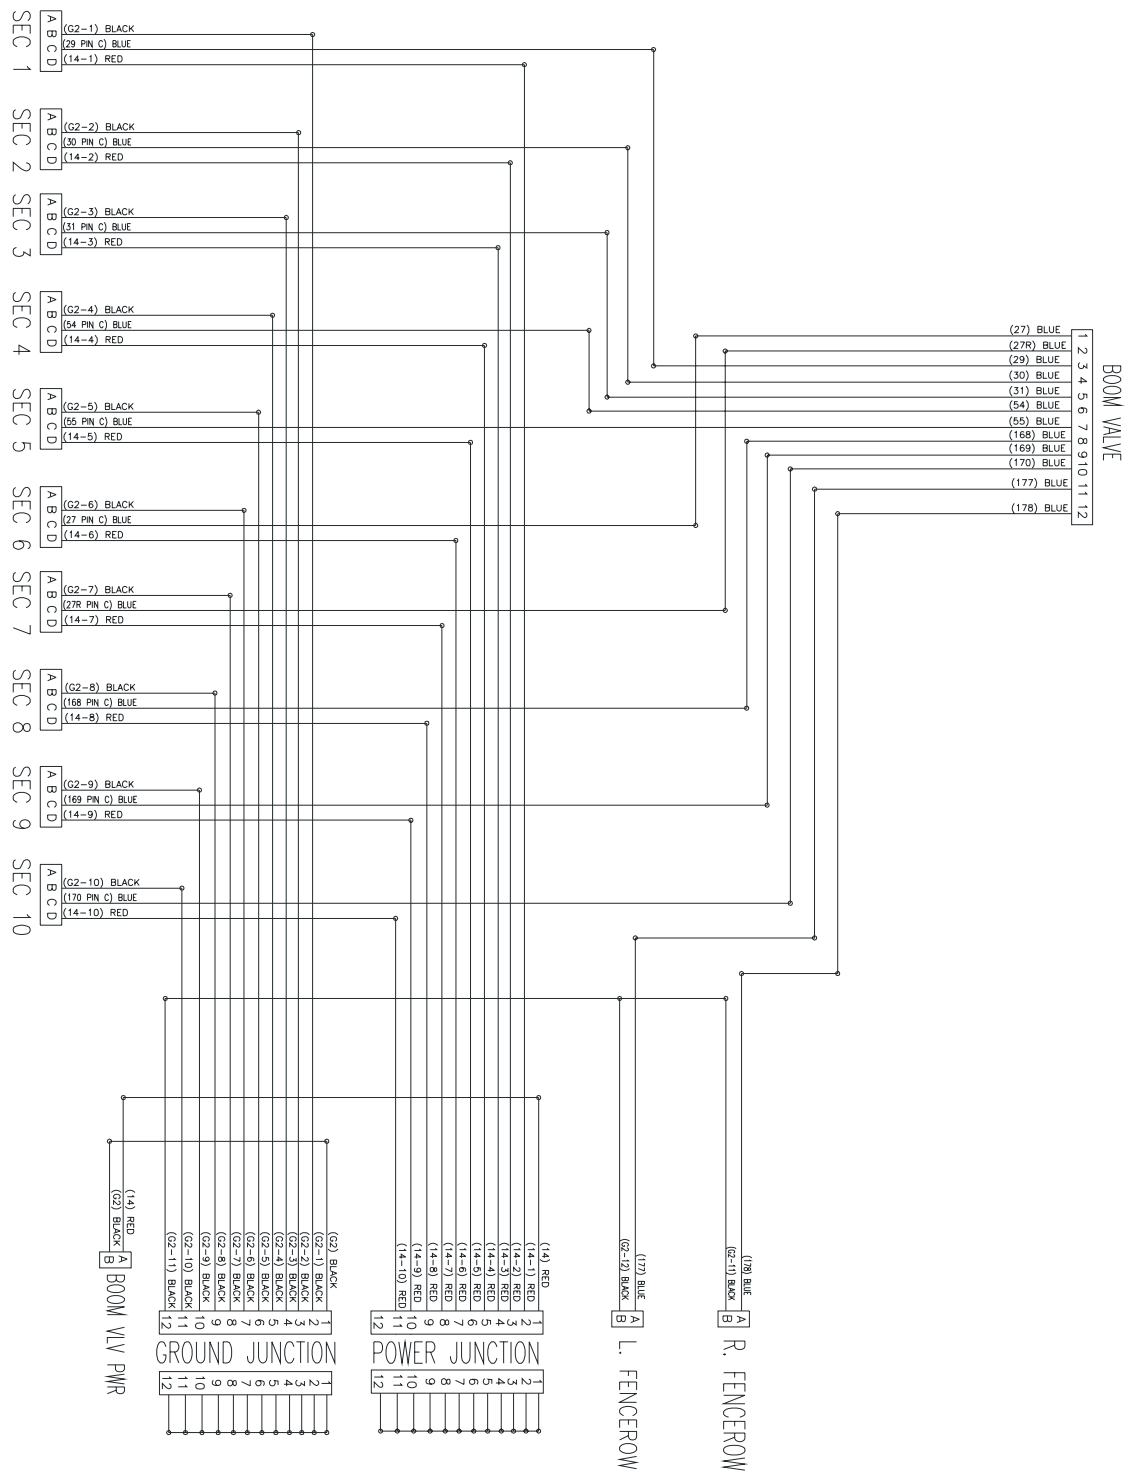 SEC 1
A B C D
(G2-1) BLACK
(29 PIN C) BLUE
(14-1) RED
SEC 2
A B C D
(G2-2) BLACK
(30 PIN C) BLUE
(14-2) RED
SEC 3
A B C D
(G2-3) BLACK
(31 PIN C) BLUE
(14-3) RED
SEC 4
A B C D
(G2-4) BLACK
(54 PIN C) BLUE
(14-4) RED
SEC 5
A B C D
(G2-5) BLACK
(55 PIN C) BLUE
(14-5) RED
SEC 6
A B C D
(G2-6) BLACK
(27 PIN C) BLUE
(14-6) RED
SEC 7
A B C D
(G2-7) BLACK
(27R PIN C) BLUE
(14-7) RED
SEC 8
A B C D
(G2-8) BLACK
(168 PIN C) BLUE
(14-8) RED
SEC 9
A B C D
(G2-9) BLACK
(169 PIN C) BLUE
(14-9) RED
SEC 10
A B C D
(G2-10) BLACK
(170 PIN C) BLUE
(14-10) RED
BOOM VALVE
1 2 3 4 5 6 7 8 9 10 11 12
(27) BLUE
(27R) BLUE
(29) BLUE
(30) BLUE
(31) BLUE
(54) BLUE
(55) BLUE
(168) BLUE
(169) BLUE
(170) BLUE
(177) BLUE
(178) BLUE
(178) BLUE
(G2-11) BLACK
A B
R. FENCEROW
(177) BLUE
(G2-12) BLACK
A B
L. FENCEROW
(14) RED
(14-1) RED
(14-2) RED
(14-3) RED
(14-4) RED
(14-5) RED
(14-6) RED
(14-7) RED
(14-8) RED
(14-9) RED
(14-10) RED
1 2 3 4 5 6 7 8 9 10 11 12
POWER JUNCTION
1 2 3 4 5 6 7 8 9 10 11 12
(G2) BLACK
(G2-1) BLACK
(G2-2) BLACK
(G2-3) BLACK
(G2-4) BLACK
(G2-5) BLACK
(G2-6) BLACK
(G2-7) BLACK
(G2-8) BLACK
(G2-9) BLACK
(G2-10) BLACK
(G2-11) BLACK
1 2 3 4 5 6 7 8 9 10 11 12
GROUND JUNCTION
1 2 3 4 5 6 7 8 9 10 11 12
(14) RED
(G2) BLACK
A B
BOOM VLV PWR